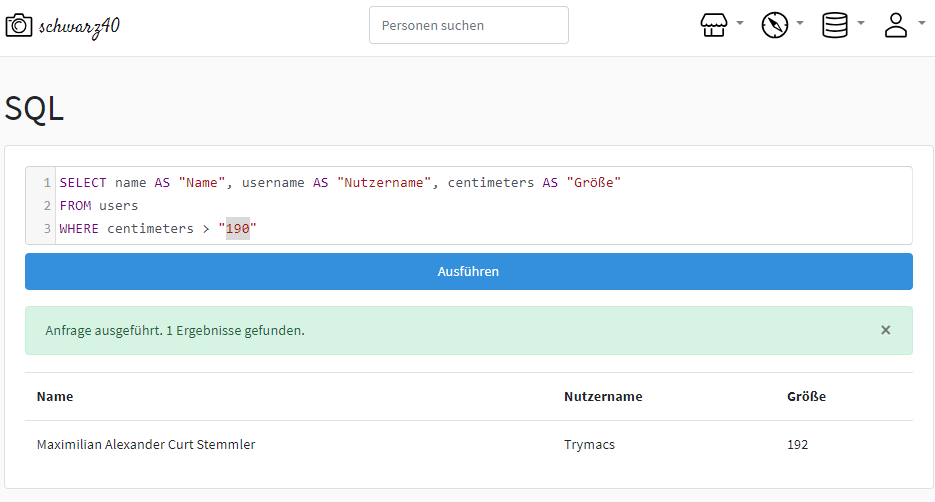 schwarz40
Personen suchen
SQL
1 SELECT name AS "Name", username AS "Nutzername", centimeters AS "Größe"
2 FROM users
3 WHERE centimeters > "190"
Ausführen
Anfrage ausgeführt. 1 Ergebnisse gefunden. ×
Name Nutzername Größe
Maximilian Alexander Curt Stemmler Trymacs 192